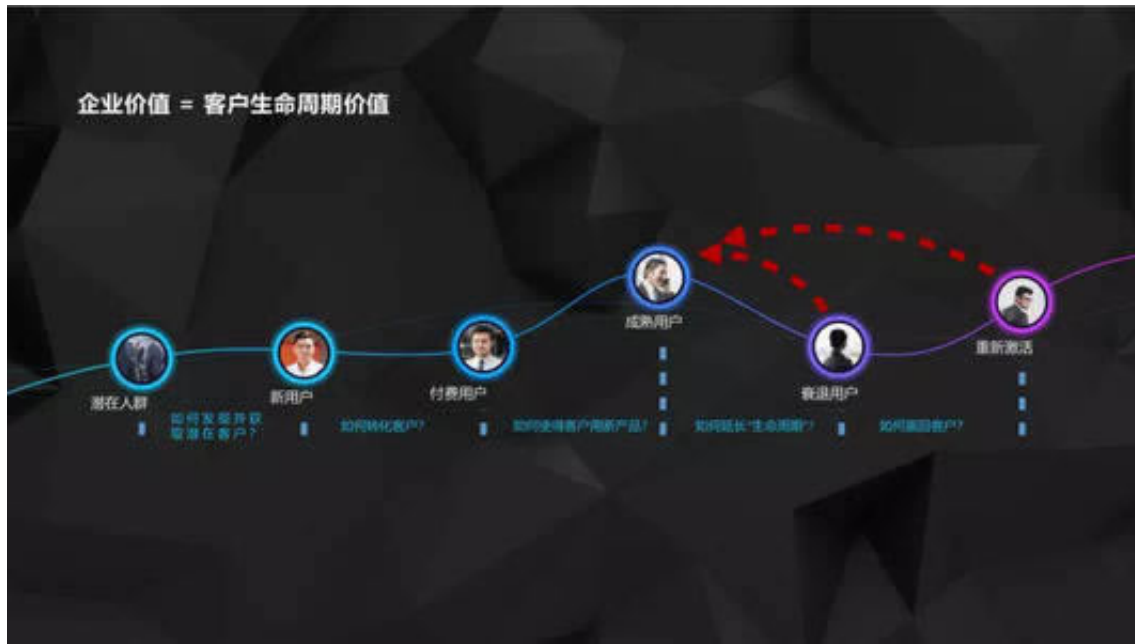 企业价值 = 客户生命周期价值
成熟用户
重新激活
新用户
付费用户
衰退用户
潜在人群
如何发现并获
取潜在客户?
如何转化客户?
如何使得客户用新产品?
如何延长“生命周期”?
如何赢回客户?